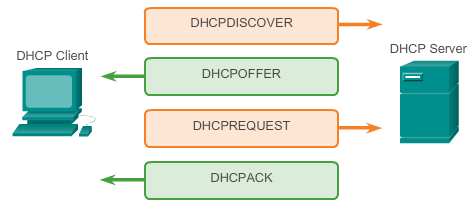 DHCPDISCOVER
DHCP Client
DHCP Server
DHCPOFFER
DHCPREQUEST
DHCPACK